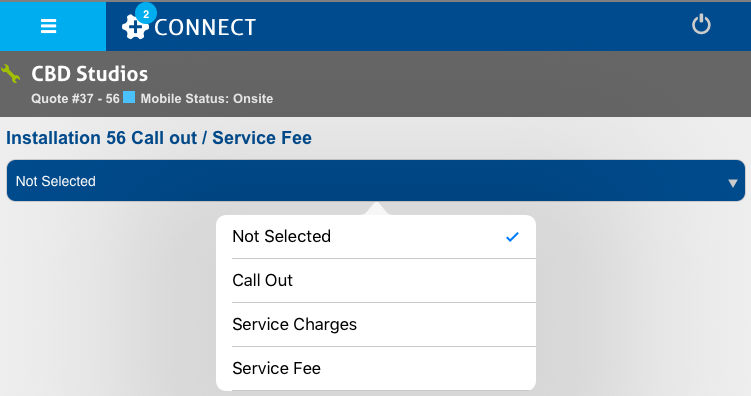 2
CONNECT
CBD Studios
Quote #37 - 56 Mobile Status: Onsite
Installation 56 Call out / Service Fee
Not Selected
Not Selected
Call Out
Service Charges
Service Fee